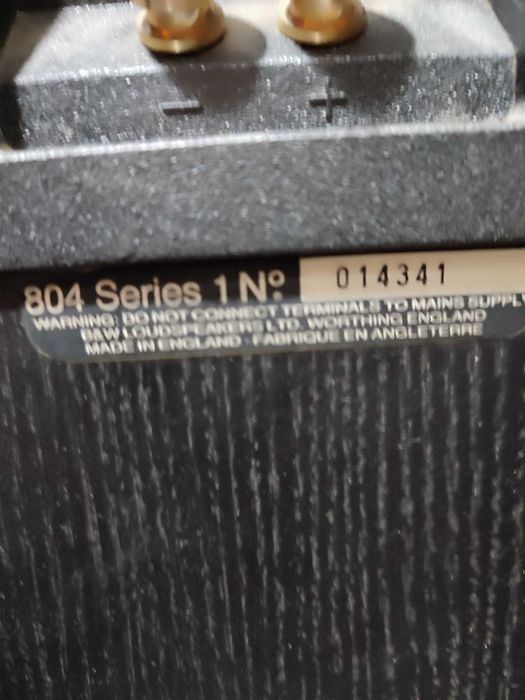 - +
804 Series 1 Nº: 014341
WARNING: DO NOT CONNECT TERMINALS TO MAINS SUPPLY
B&W LOUDSPEAKERS LTD. WORTHING ENGLAND
MADE IN ENGLAND · FABRIQUE EN ANGLETERRE